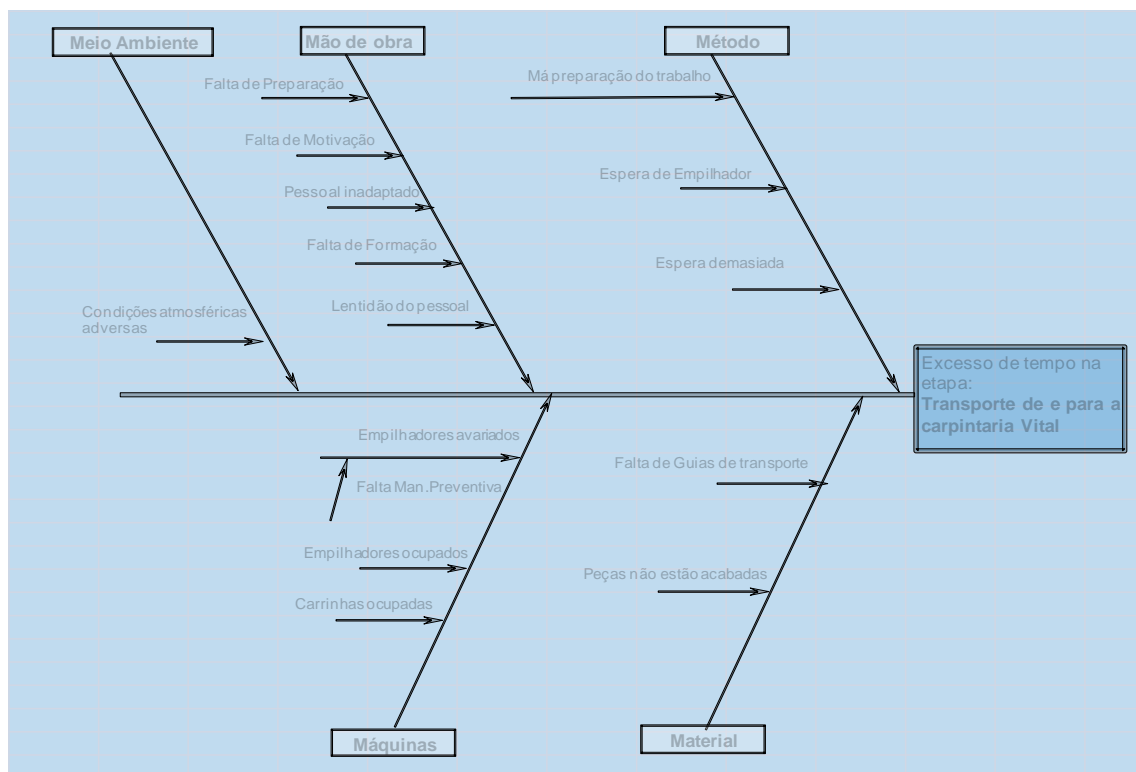 Meio Ambiente
Mão de obra
Método
Falta de Preparação
Má preparação do trabalho
Falta de Motivação
Espera de Empilhador
Pessoal inadaptado
Falta de Formação
Espera demasiada
Lentidão do pessoal
Condições atmosféricas
adversas
Excesso de tempo na
etapa:
Transporte de e para a
carpintaria Vital
Empilhadores avariados
Falta Man.Preventiva
Falta de Guias de transporte
Empilhadores ocupados
Peças não estão acabadas
Carrinhas ocupadas
Máquinas
Material